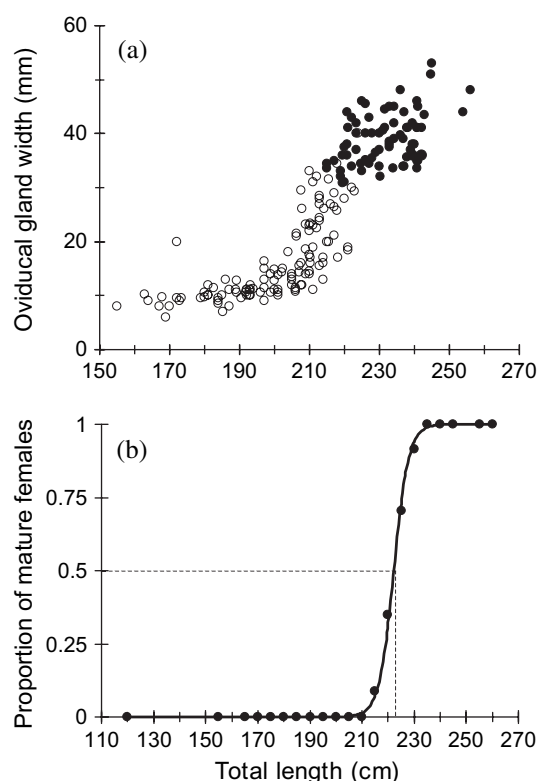 60
(a)
Oviducal gland width (mm)
40
20
0
150 170 190 210 230 250 270
1
(b)
Proportion of mature females
0.75
0.5
0.25
0
110 130 150 170 190 210 230 250 270
Total length (cm)